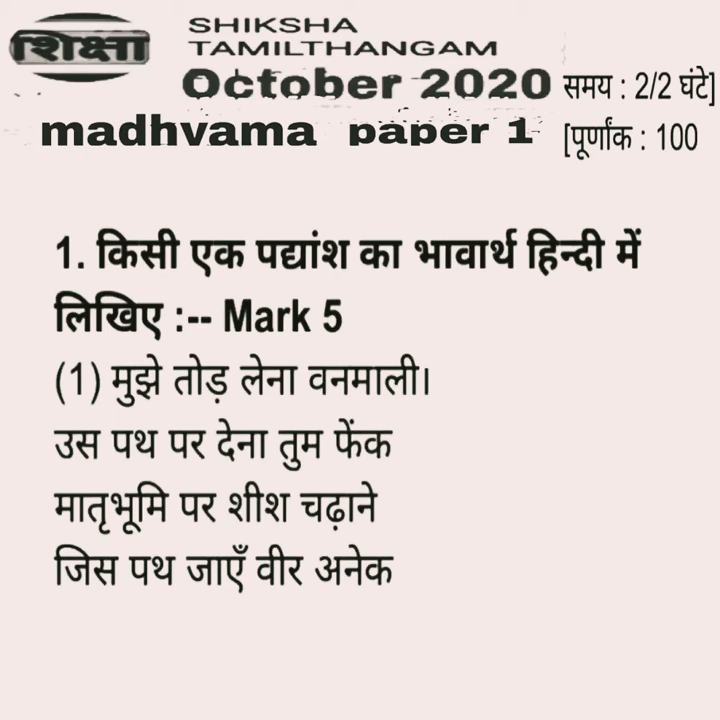 शिक्षा
SHIKSHA
TAMILTHANGAM
October 2020 समय : 2/2 घंटे]
madhvama paper 1 [पूर्णांक : 100
1. किसी एक पद्यांश का भावार्थ हिन्दी में
लिखिए :-- Mark 5
(1) मुझे तोड़ लेना वनमाली।
उस पथ पर देना तुम फेंक
मातृभूमि पर शीश चढ़ाने
जिस पथ जाएँ वीर अनेक